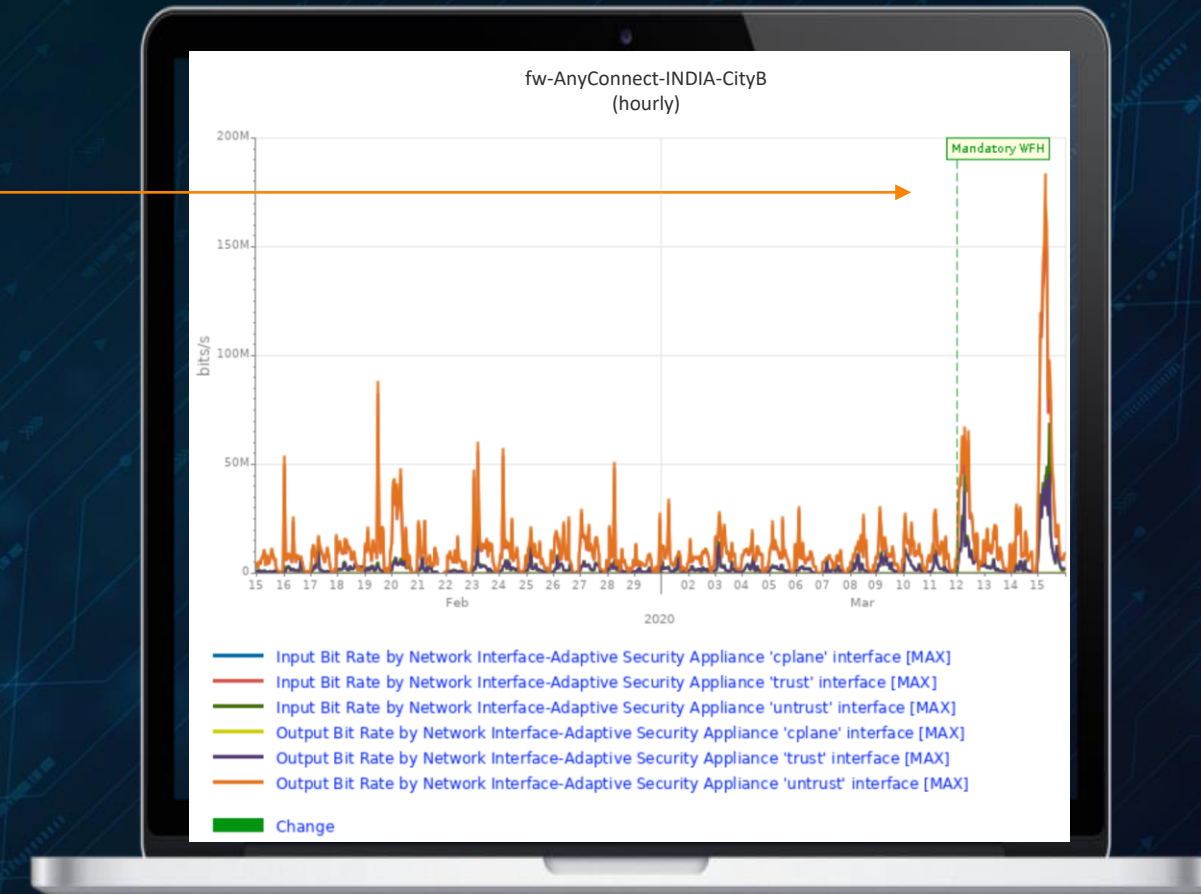 fw-AnyConnect-INDIA-CityB
(hourly)
200M
Mandatory WFH
150M
bits/s
100M
50M
0
15 16 17 18 19 20 21 22 23 24 25 26 27 28 29 02 03 04 05 06 07 08 09 10 11 12 13 14 15
Feb Mar
2020
Input Bit Rate by Network Interface-Adaptive Security Appliance 'cplane' interface [MAX]
Input Bit Rate by Network Interface-Adaptive Security Appliance 'trust' interface [MAX]
Input Bit Rate by Network Interface-Adaptive Security Appliance 'untrust' interface [MAX]
Output Bit Rate by Network Interface-Adaptive Security Appliance 'cplane' interface [MAX]
Output Bit Rate by Network Interface-Adaptive Security Appliance 'trust' interface [MAX]
Output Bit Rate by Network Interface-Adaptive Security Appliance 'untrust' interface [MAX]
Change